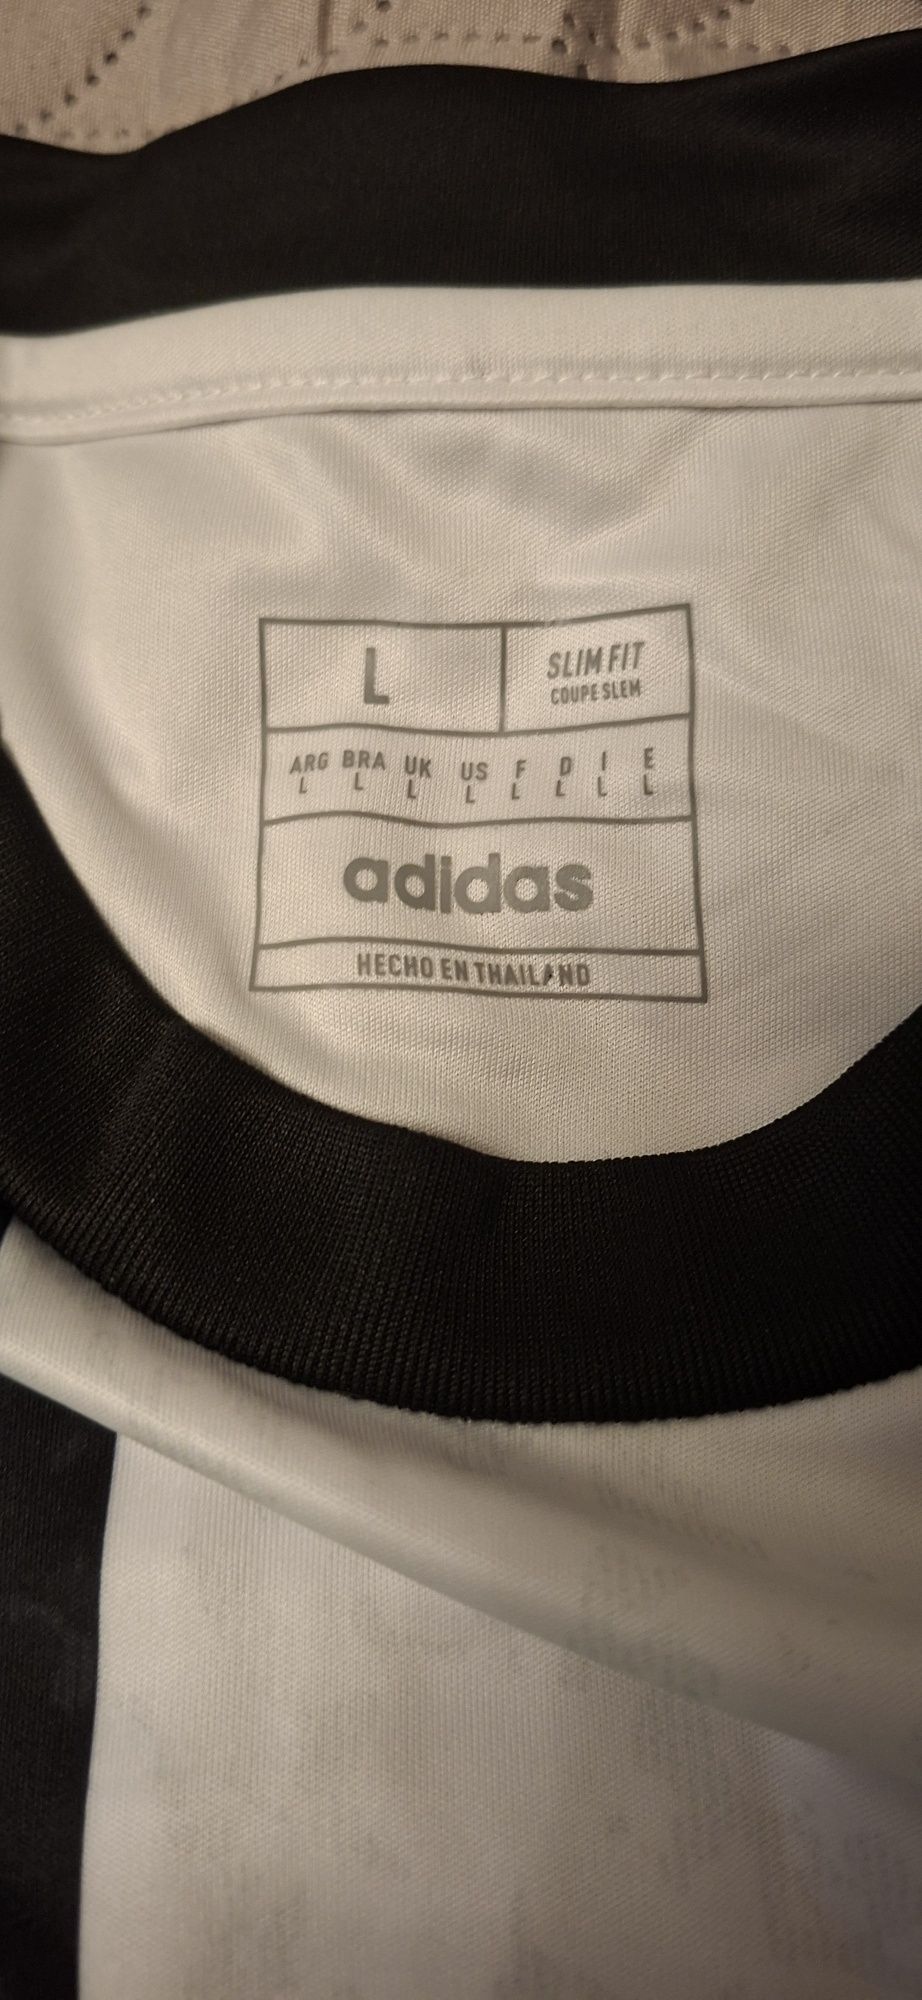 L
SLIM FIT
COUPE SLEM
ARG BRA UK US F D I E
L L L L L L L L
adidas
HECHO EN THAILAND